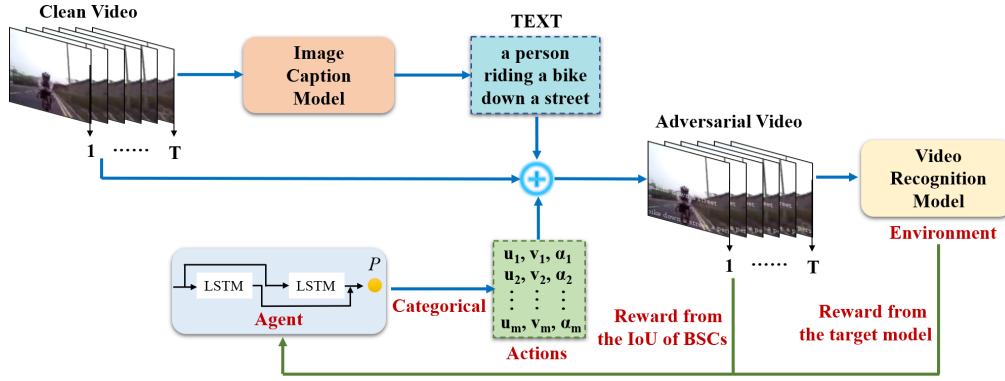 Clean Video
1 ······ T
Image
Caption
Model
TEXT
a person
riding a bike
down a street
Adversarial Video
1 ······ T
Video
Recognition
Model
Environment
LSTM
LSTM
P
Agent
Categorical
u1, v1, α1
u2, v2, α2
⋮ ⋮ ⋮
um, vm, αm
Actions
Reward from
the IoU of BSCs
Reward from
the target model